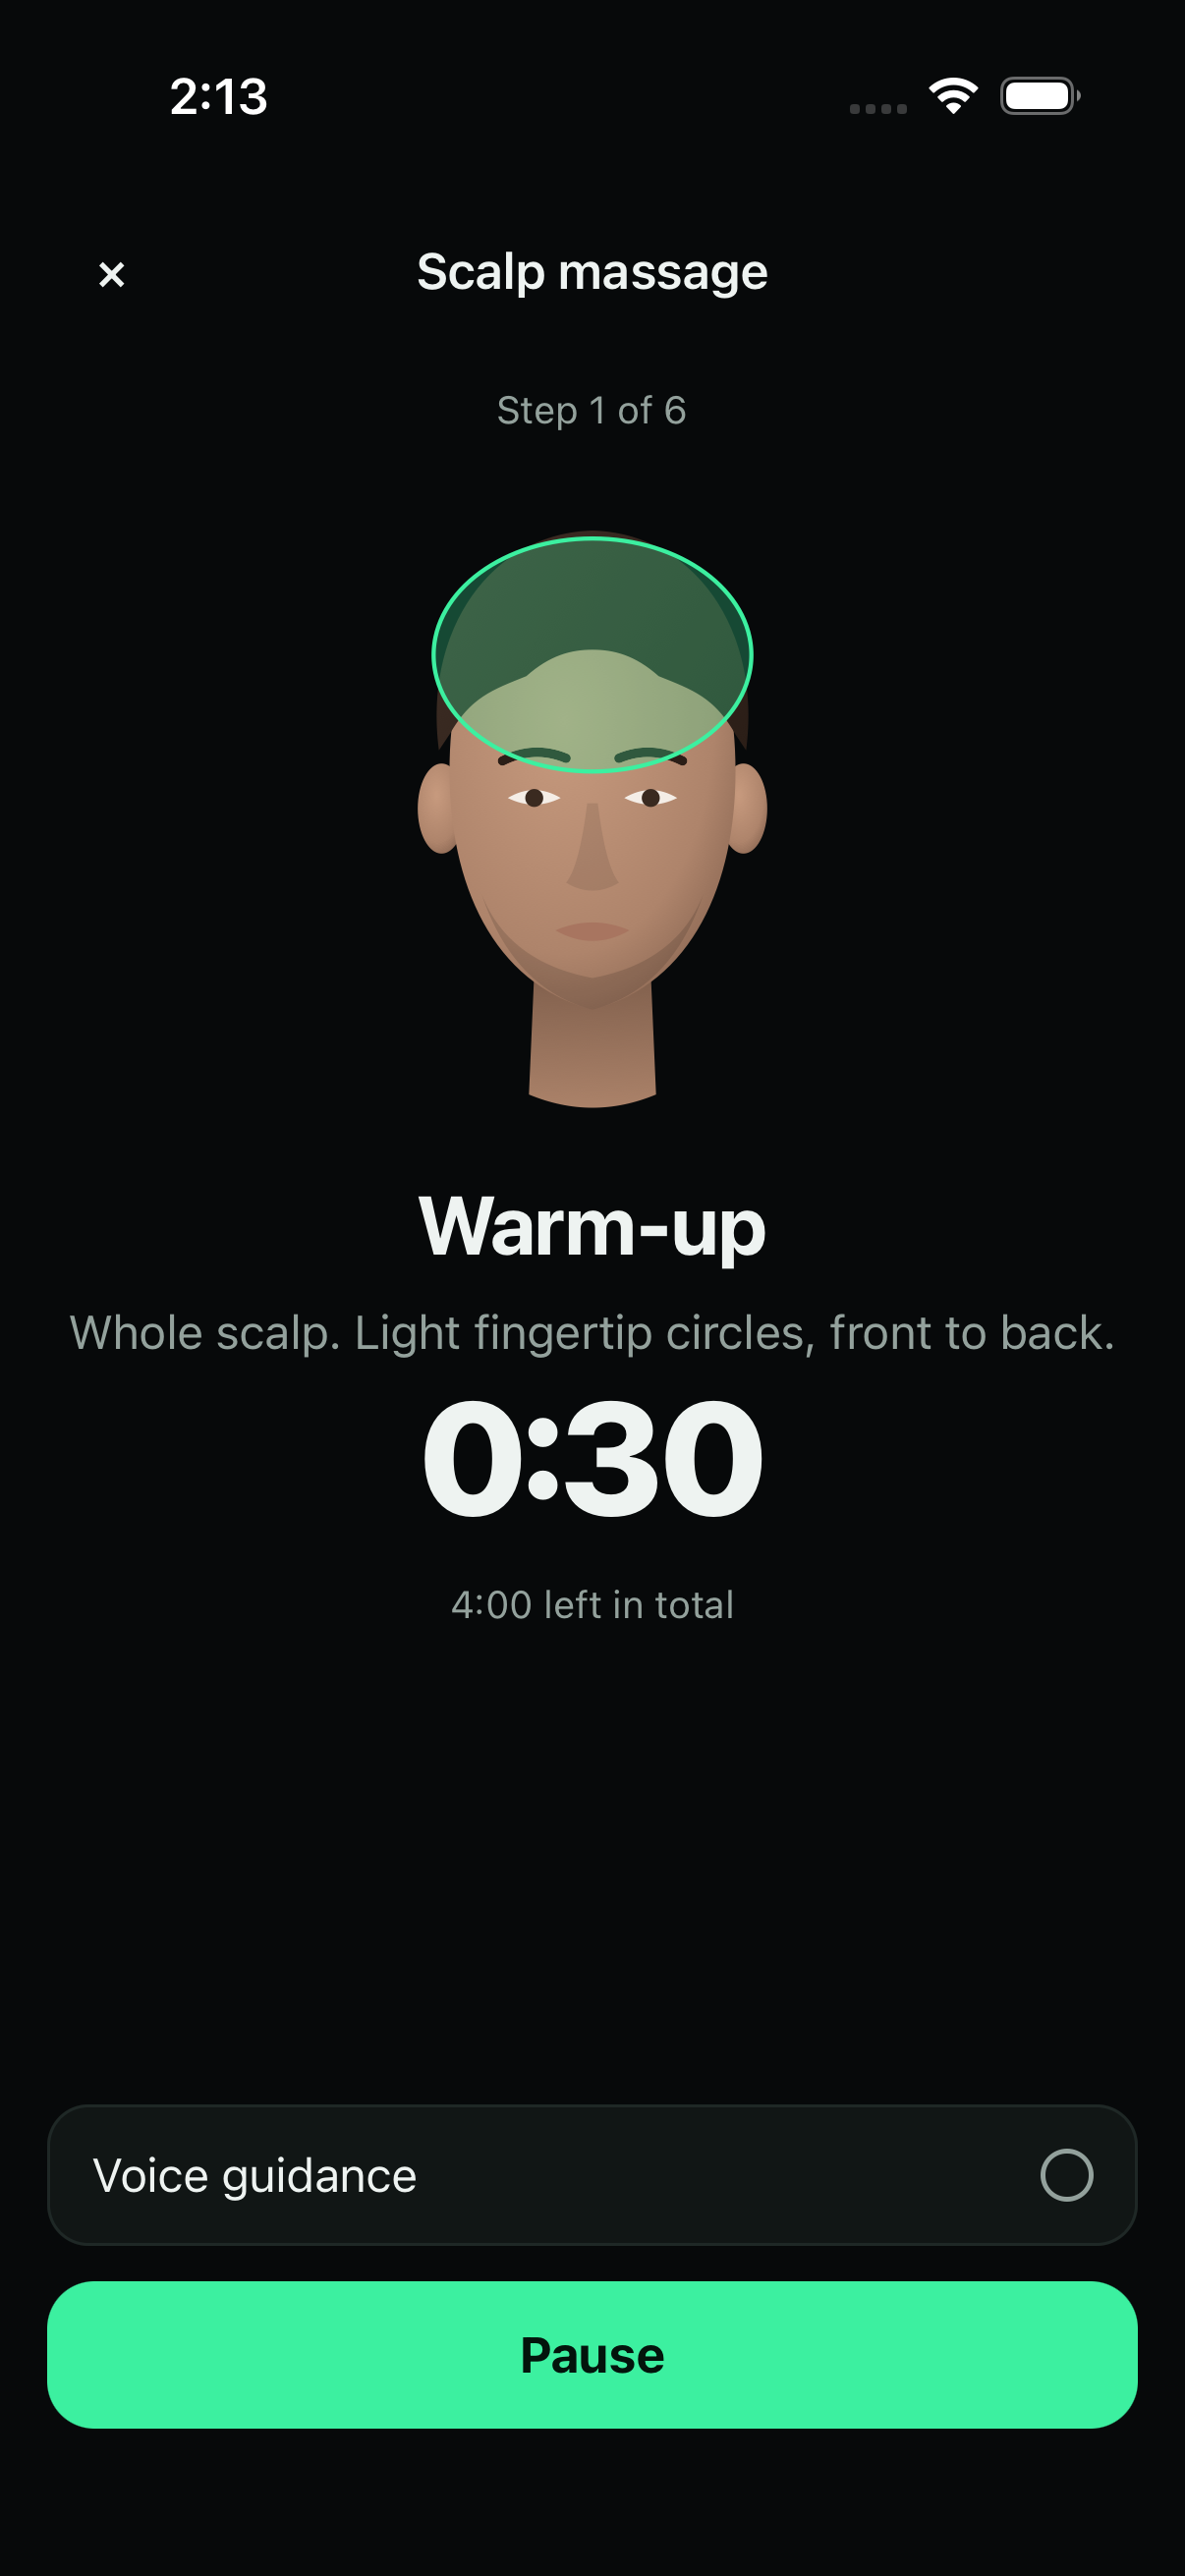 2:13
×
Scalp massage
Step 1 of 6
Warm-up
Whole scalp. Light fingertip circles, front to back.
0:30
4:00 left in total
Voice guidance
Pause